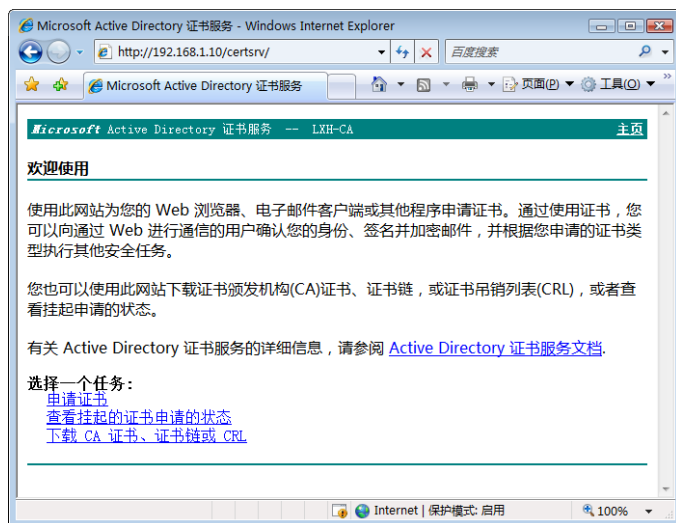 Microsoft Active Directory 证书服务 - Windows Internet Explorer
http://192.168.1.10/certsrv/
百度搜索
Microsoft Active Directory 证书服务
页面(P)
工具(O)
Microsoft Active Directory 证书服务 -- LXH-CA
主页
欢迎使用
使用此网站为您的 Web 浏览器、电子邮件客户端或其他程序申请证书。通过使用证书，您
可以向通过 Web 进行通信的用户确认您的身份、签名并加密邮件，并根据您申请的证书类
型执行其他安全任务。
您也可以使用此网站下载证书颁发机构(CA)证书、证书链，或证书吊销列表(CRL)，或者查
看挂起申请的状态。
有关 Active Directory 证书服务的详细信息，请参阅 Active Directory 证书服务文档.
选择一个任务:
申请证书
查看挂起的证书申请的状态
下载 CA 证书、证书链或 CRL
Internet | 保护模式: 启用
100%